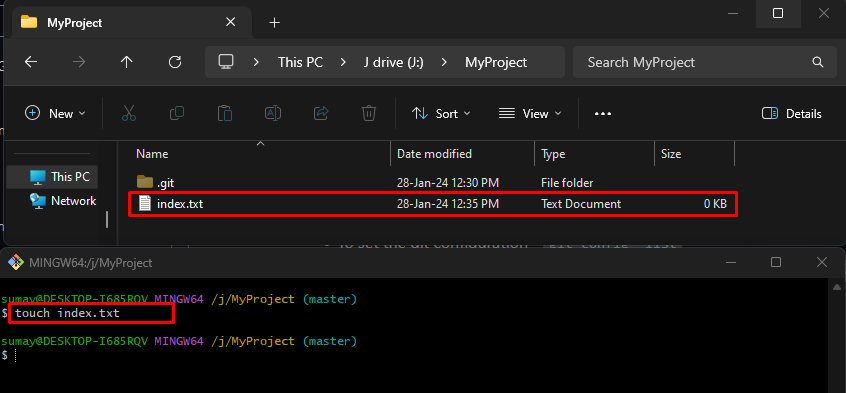 MyProject
This PC > J drive (J:) > MyProject
Search MyProject
New
Sort
View
Details
Name Date modified Type Size
This PC
Network
.git 28-Jan-24 12:30 PM File folder
index.txt 28-Jan-24 12:35 PM Text Document 0 KB
MINGW64:/j/MyProject
sumay@DESKTOP-I685RQV MINGW64 /j/MyProject (master)
$ touch index.txt
sumay@DESKTOP-I685RQV MINGW64 /j/MyProject (master)
$